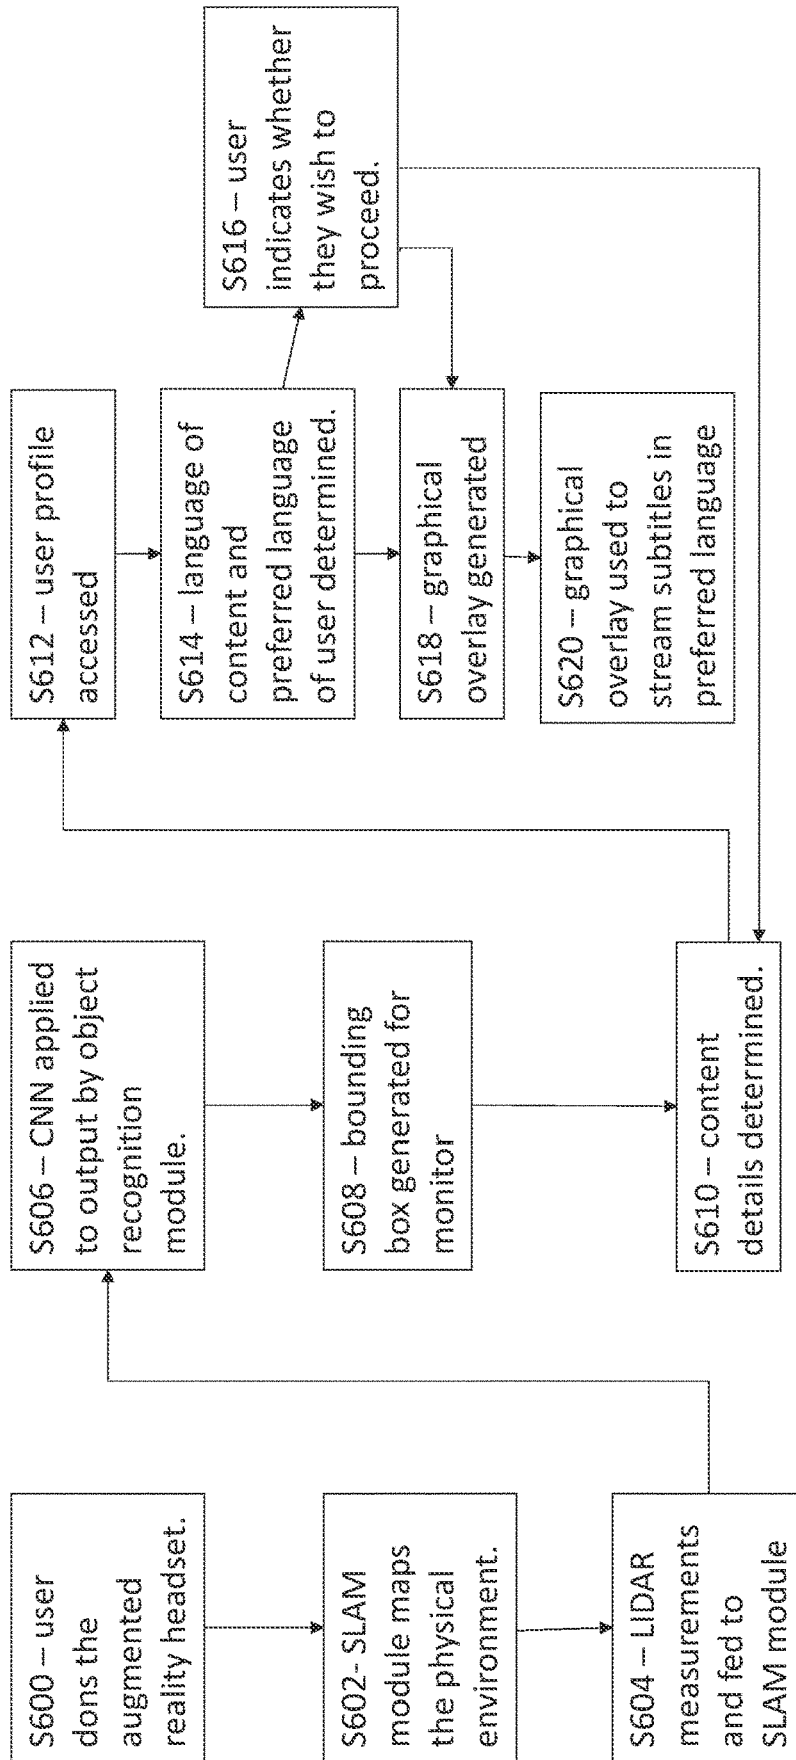 S600 – user
dons the
augmented
reality headset.
S602- SLAM
module maps
the physical
environment.
S604 – LIDAR
measurements
and fed to
SLAM module
S606 – CNN applied
to output by object
recognition
module.
S608 – bounding
box generated for
monitor
S610 – content
details determined.
S612 – user profile
accessed
S614 – language of
content and
preferred language
of user determined.
S616 – user
indicates whether
they wish to
proceed.
S618 – graphical
overlay generated
S620 – graphical
overlay used to
stream subtitles in
preferred language